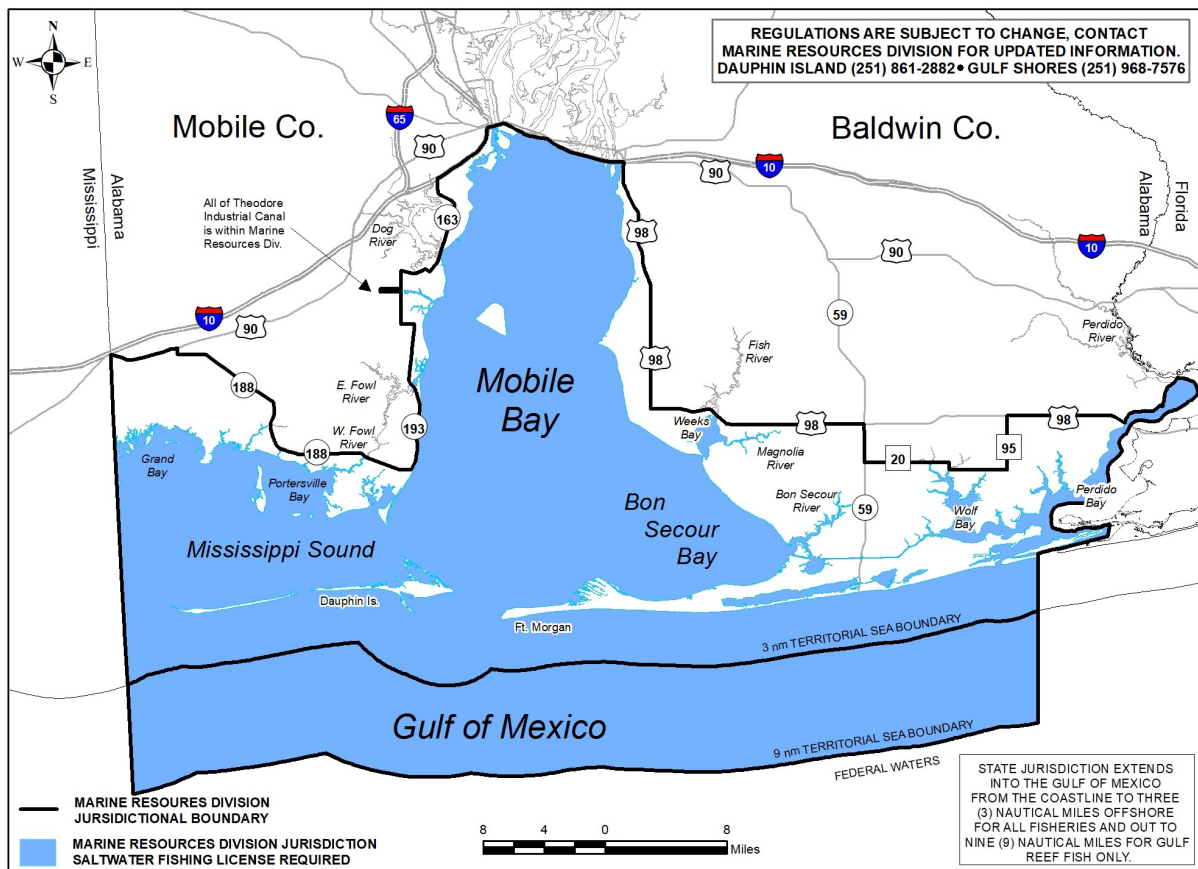 REGULATIONS ARE SUBJECT TO CHANGE, CONTACT
MARINE RESOURCES DIVISION FOR UPDATED INFORMATION.
DAUPHIN ISLAND (251) 861-2882 • GULF SHORES (251) 968-7576
N
W
E
S
Mobile Co.
Baldwin Co.
65
90
90
10
Mississippi
Alabama
Alabama
Florida
All of Theodore
Industrial Canal
is within Marine
Resources Div.
Dog
River
163
98
90
10
10
90
59
Perdido
River
Fish
River
98
188
E. Fowl
River
Mobile
Bay
W. Fowl
River
193
188
Weeks
Bay
98
Magnolia
River
20
95
98
Grand
Bay
Portersville
Bay
Bon Secour
River
59
Wolf
Bay
Perdido
Bay
Bon
Secour
Bay
Mississippi Sound
Dauphin Is.
Ft. Morgan
3 nm TERRITORIAL SEA BOUNDARY
Gulf of Mexico
9 nm TERRITORIAL SEA BOUNDARY
FEDERAL WATERS
STATE JURISDICTION EXTENDS
INTO THE GULF OF MEXICO
FROM THE COASTLINE TO THREE
(3) NAUTICAL MILES OFFSHORE
FOR ALL FISHERIES AND OUT TO
NINE (9) NAUTICAL MILES FOR GULF
REEF FISH ONLY.
MARINE RESOURES DIVISION
JURSIDICTIONAL BOUNDARY
MARINE RESOURCES DIVISION JURISDICTION
SALTWATER FISHING LICENSE REQUIRED
8 4 0 8
Miles